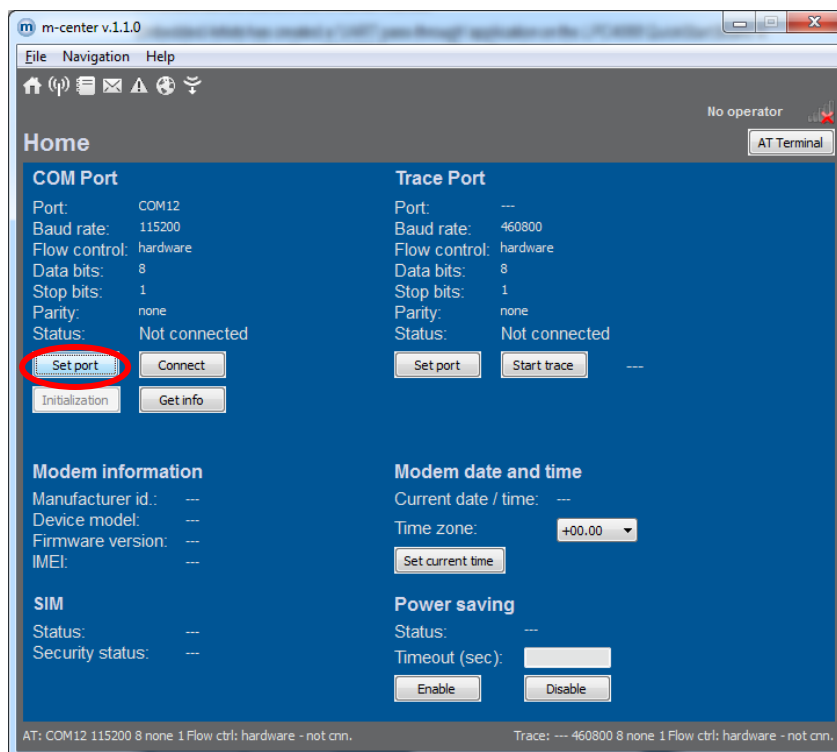 m m-center v.1.1.0
File Navigation Help
No operator
Home
AT Terminal
COM Port
Port: COM12
Baud rate: 115200
Flow control: hardware
Data bits: 8
Stop bits: 1
Parity: none
Status: Not connected
Set port Connect
Initialization Get info
Trace Port
Port: ---
Baud rate: 460800
Flow control: hardware
Data bits: 8
Stop bits: 1
Parity: none
Status: Not connected
Set port Start trace ---
Modem information
Manufacturer id.: ---
Device model: ---
Firmware version: ---
IMEI: ---
Modem date and time
Current date / time: ---
Time zone: +00.00
Set current time
SIM
Status: ---
Security status: ---
Power saving
Status: ---
Timeout (sec):
Enable Disable
AT: COM12 115200 8 none 1 Flow ctrl: hardware - not cnn. Trace: --- 460800 8 none 1 Flow ctrl: hardware - not cnn.